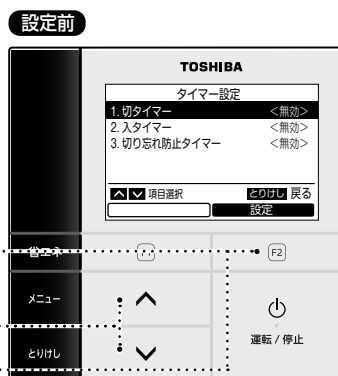 設定前
TOSHIBA
タイマー設定
1. 切タイマー <無効>
2. 入タイマー <無効>
3. 切り忘れ防止タイマー <無効>
項目選択 とりけし 戻る
設定
省エネ F1 F2
メニュー
運転 / 停止
とりけし